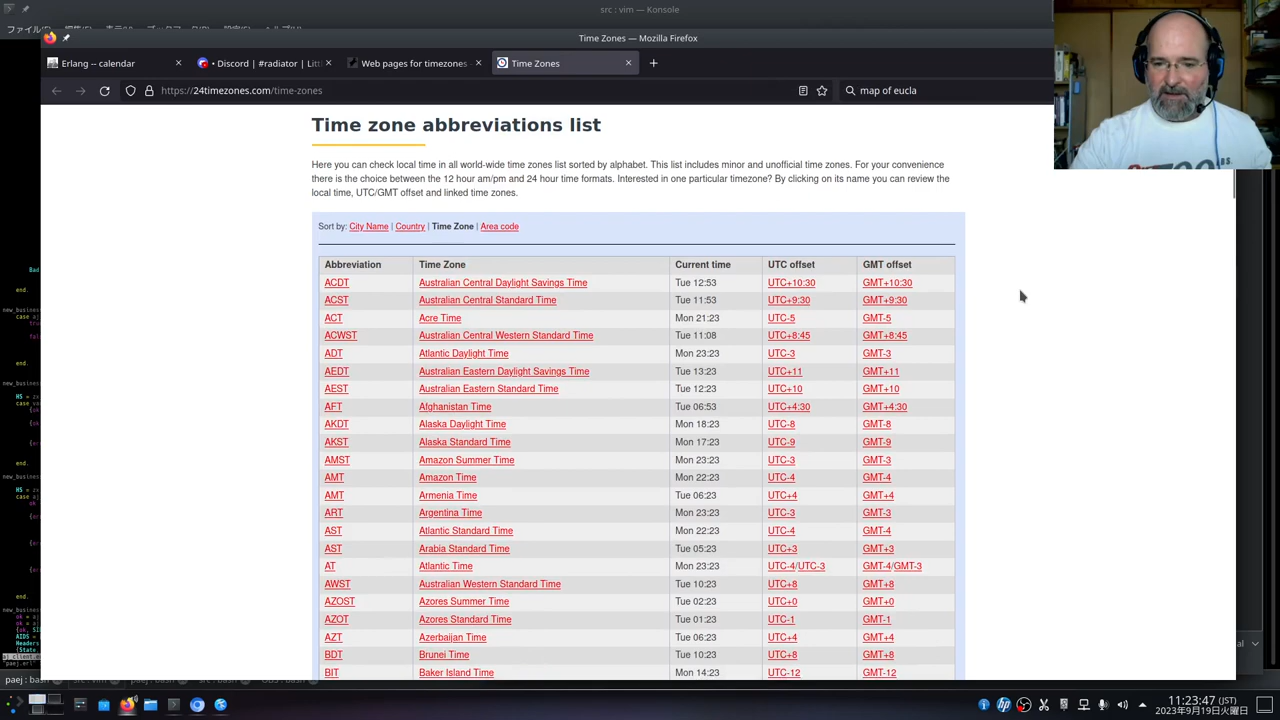 src : vim — Konsole
Time Zones — Mozilla Firefox
Erlang -- calendar
• Discord | #radiator | Littl
Web pages for timezones -
Time Zones
https://24timezones.com/time-zones
map of eucla
Time zone abbreviations list
Here you can check local time in all world-wide time zones list sorted by alphabet. This list includes minor and unofficial time zones. For your convenience
there is the choice between the 12 hour am/pm and 24 hour time formats. Interested in one particular timezone? By clicking on its name you can review the
local time, UTC/GMT offset and linked time zones.
Sort by: City Name | Country | Time Zone | Area code
Abbreviation Time Zone Current time UTC offset GMT offset
ACDT Australian Central Daylight Savings Time Tue 12:53 UTC+10:30 GMT+10:30
ACST Australian Central Standard Time Tue 11:53 UTC+9:30 GMT+9:30
ACT Acre Time Mon 21:23 UTC-5 GMT-5
ACWST Australian Central Western Standard Time Tue 11:08 UTC+8:45 GMT+8:45
ADT Atlantic Daylight Time Mon 23:23 UTC-3 GMT-3
AEDT Australian Eastern Daylight Savings Time Tue 13:23 UTC+11 GMT+11
AEST Australian Eastern Standard Time Tue 12:23 UTC+10 GMT+10
AFT Afghanistan Time Tue 06:53 UTC+4:30 GMT+4:30
AKDT Alaska Daylight Time Mon 18:23 UTC-8 GMT-8
AKST Alaska Standard Time Mon 17:23 UTC-9 GMT-9
AMST Amazon Summer Time Mon 23:23 UTC-3 GMT-3
AMT Amazon Time Mon 22:23 UTC-4 GMT-4
AMT Armenia Time Tue 06:23 UTC+4 GMT+4
ART Argentina Time Mon 23:23 UTC-3 GMT-3
AST Atlantic Standard Time Mon 22:23 UTC-4 GMT-4
AST Arabia Standard Time Tue 05:23 UTC+3 GMT+3
AT Atlantic Time Mon 23:23 UTC-4/UTC-3 GMT-4/GMT-3
AWST Australian Western Standard Time Tue 10:23 UTC+8 GMT+8
AZOST Azores Summer Time Tue 02:23 UTC+0 GMT+0
AZOT Azores Standard Time Tue 01:23 UTC-1 GMT-1
AZT Azerbaijan Time Tue 06:23 UTC+4 GMT+4
BDT Brunei Time Tue 10:23 UTC+8 GMT+8
BIT Baker Island Time Mon 14:23 UTC-12 GMT-12
11:23:47 (JST)
2023年9月19日火曜日